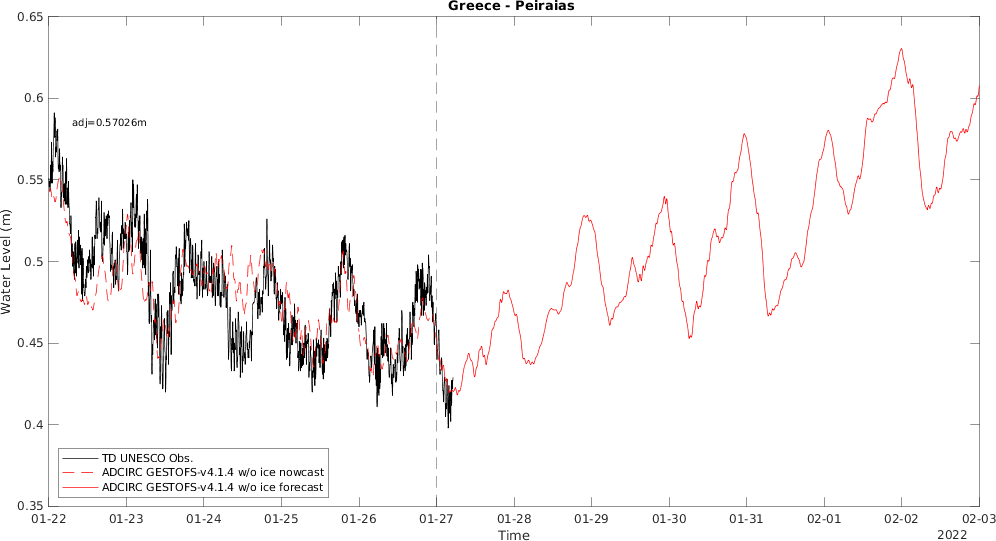 Greece - Peiraias
0.65
0.6
0.55
0.5
0.45
0.4
0.35
Water Level (m)
adj=0.57026m
TD UNESCO Obs.
ADCIRC GESTOFS-v4.1.4 w/o ice nowcast
ADCIRC GESTOFS-v4.1.4 w/o ice forecast
01-22 01-23 01-24 01-25 01-26 01-27 01-28 01-29 01-30 01-31 02-01 02-02 02-03
Time
2022